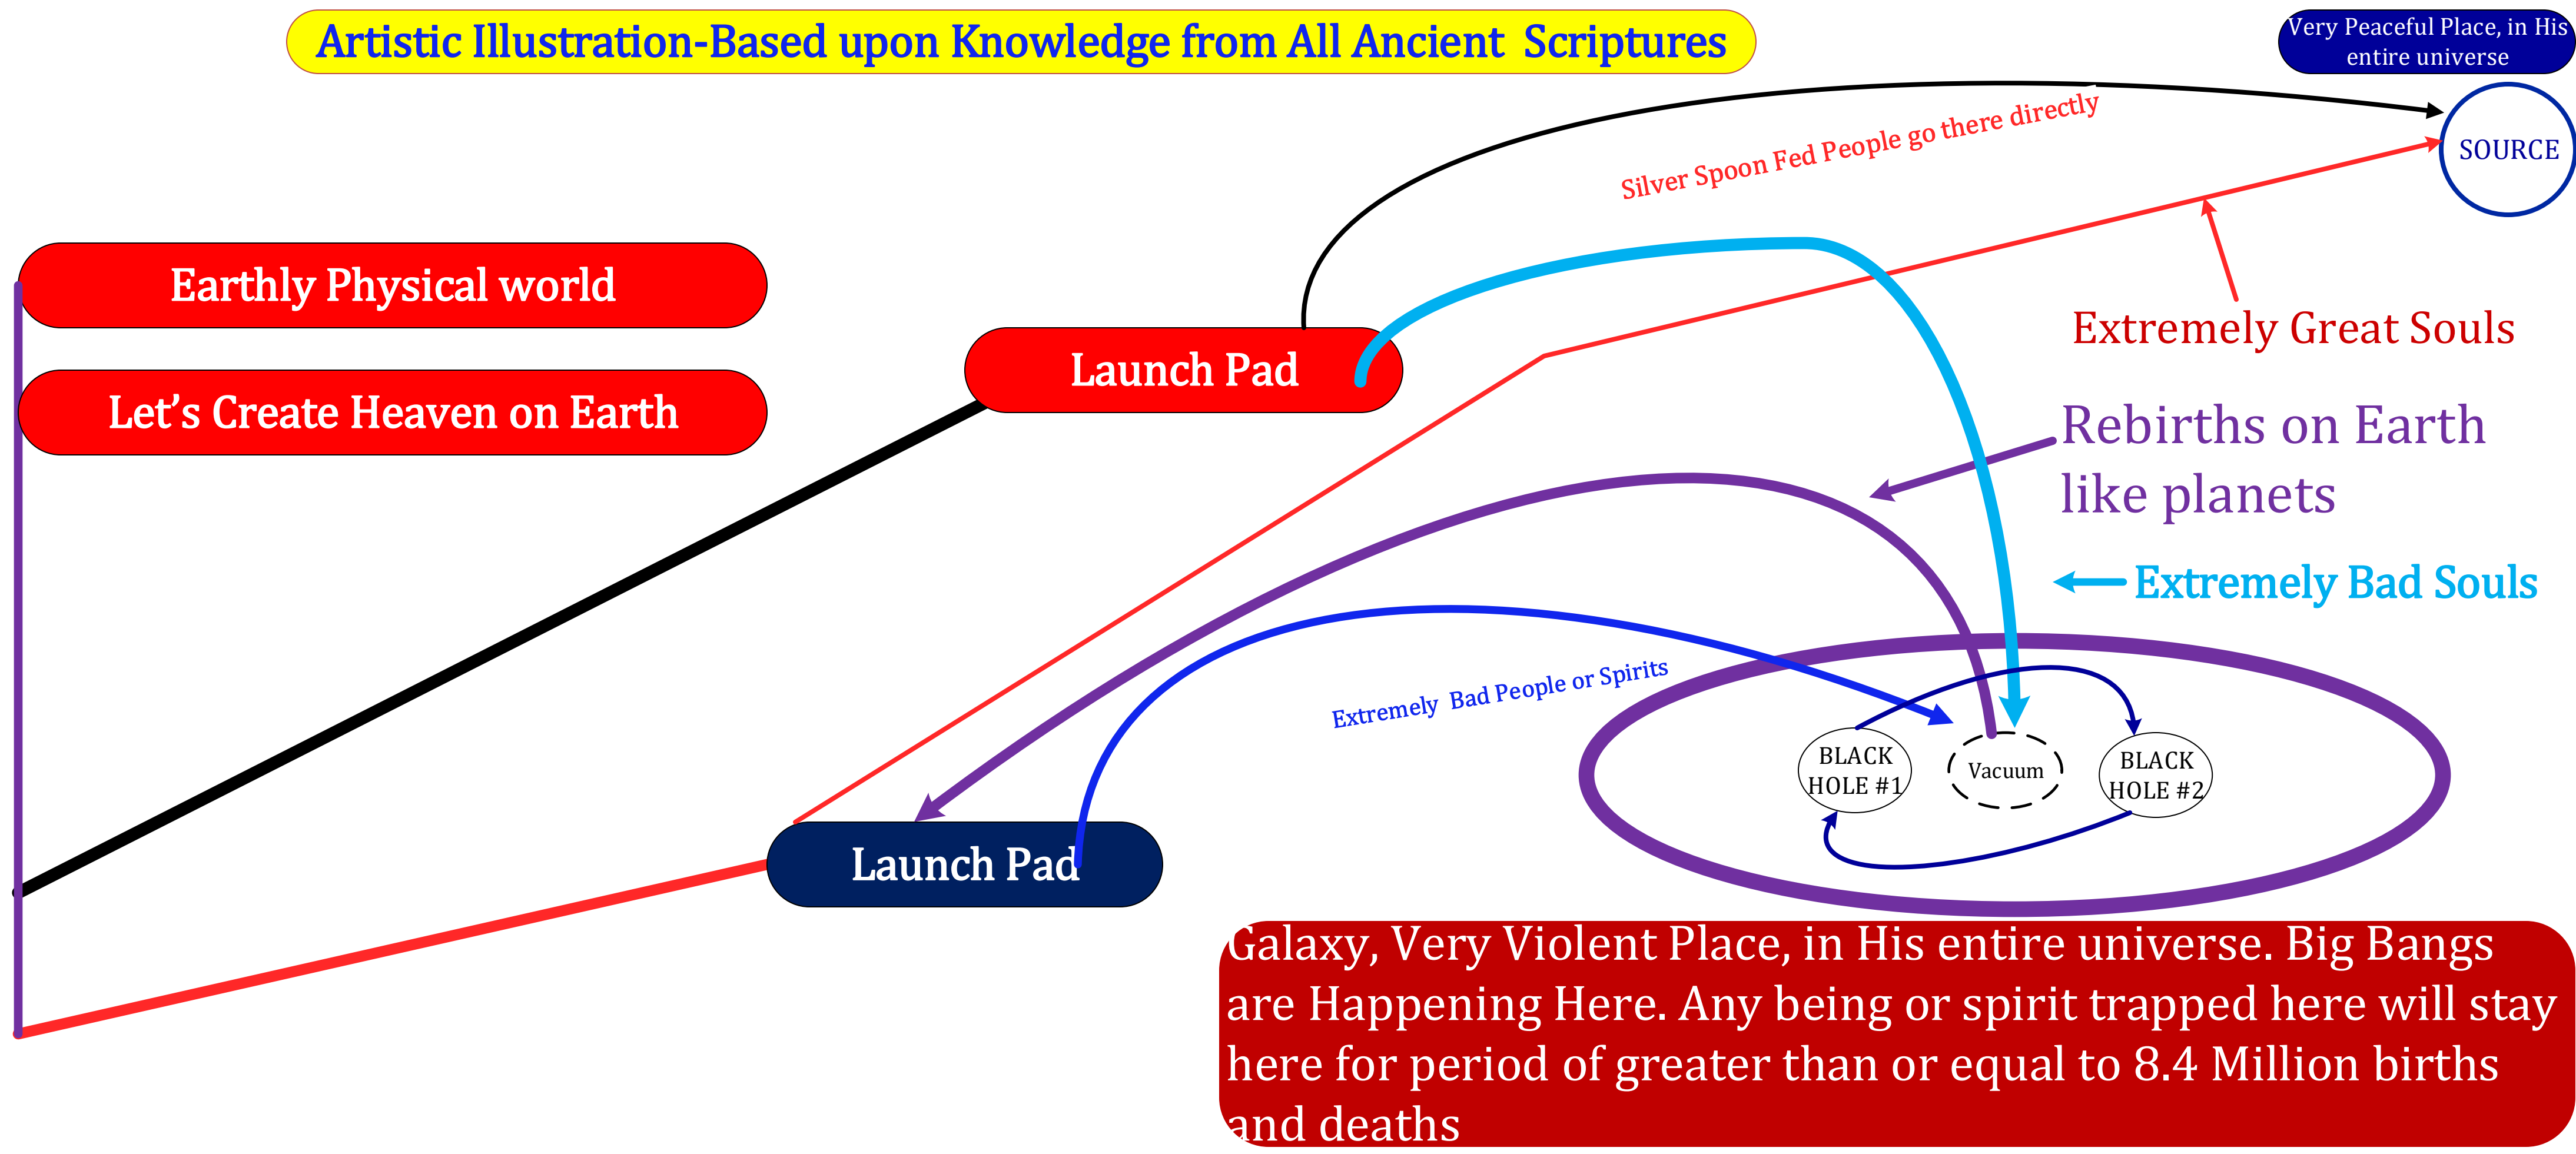 Artistic Illustration-Based upon Knowledge from All Ancient  Scriptures
Very Peaceful Place, in His
entire universe
SOURCE
Silver Spoon Fed People go there directly
Earthly Physical world
Launch Pad
Extremely Great Souls
Let’s Create Heaven on Earth
Rebirths on Earth
like planets
Extremely Bad Souls
Extremely  Bad People or Spirits
BLACK
HOLE #1
Vacuum
BLACK
HOLE #2
Launch Pad
Galaxy, Very Violent Place, in His entire universe. Big Bangs
are Happening Here. Any being or spirit trapped here will stay
here for period of greater than or equal to 8.4 Million births
and deaths